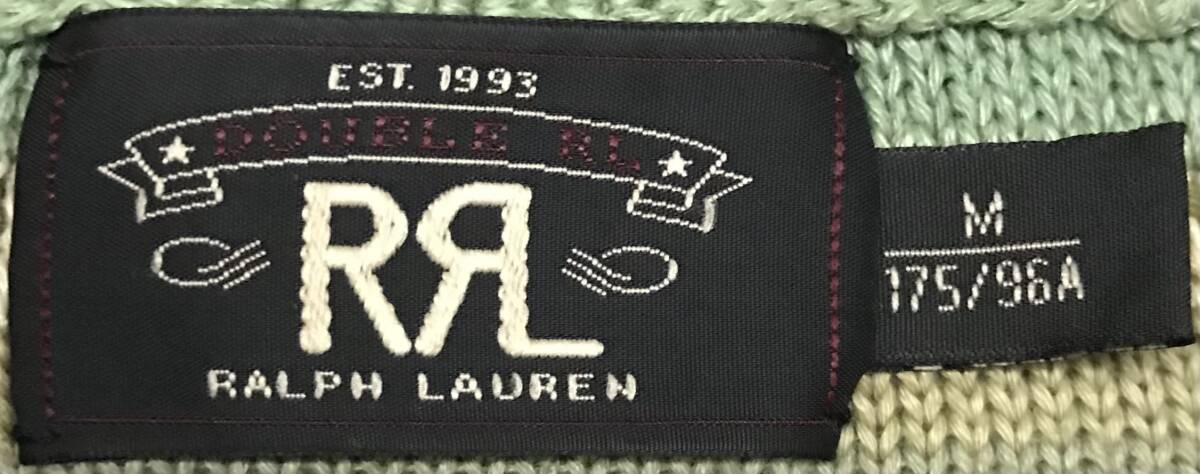 EST. 1993
DOUBLE RL
RRL
RALPH LAUREN
M
175/96A